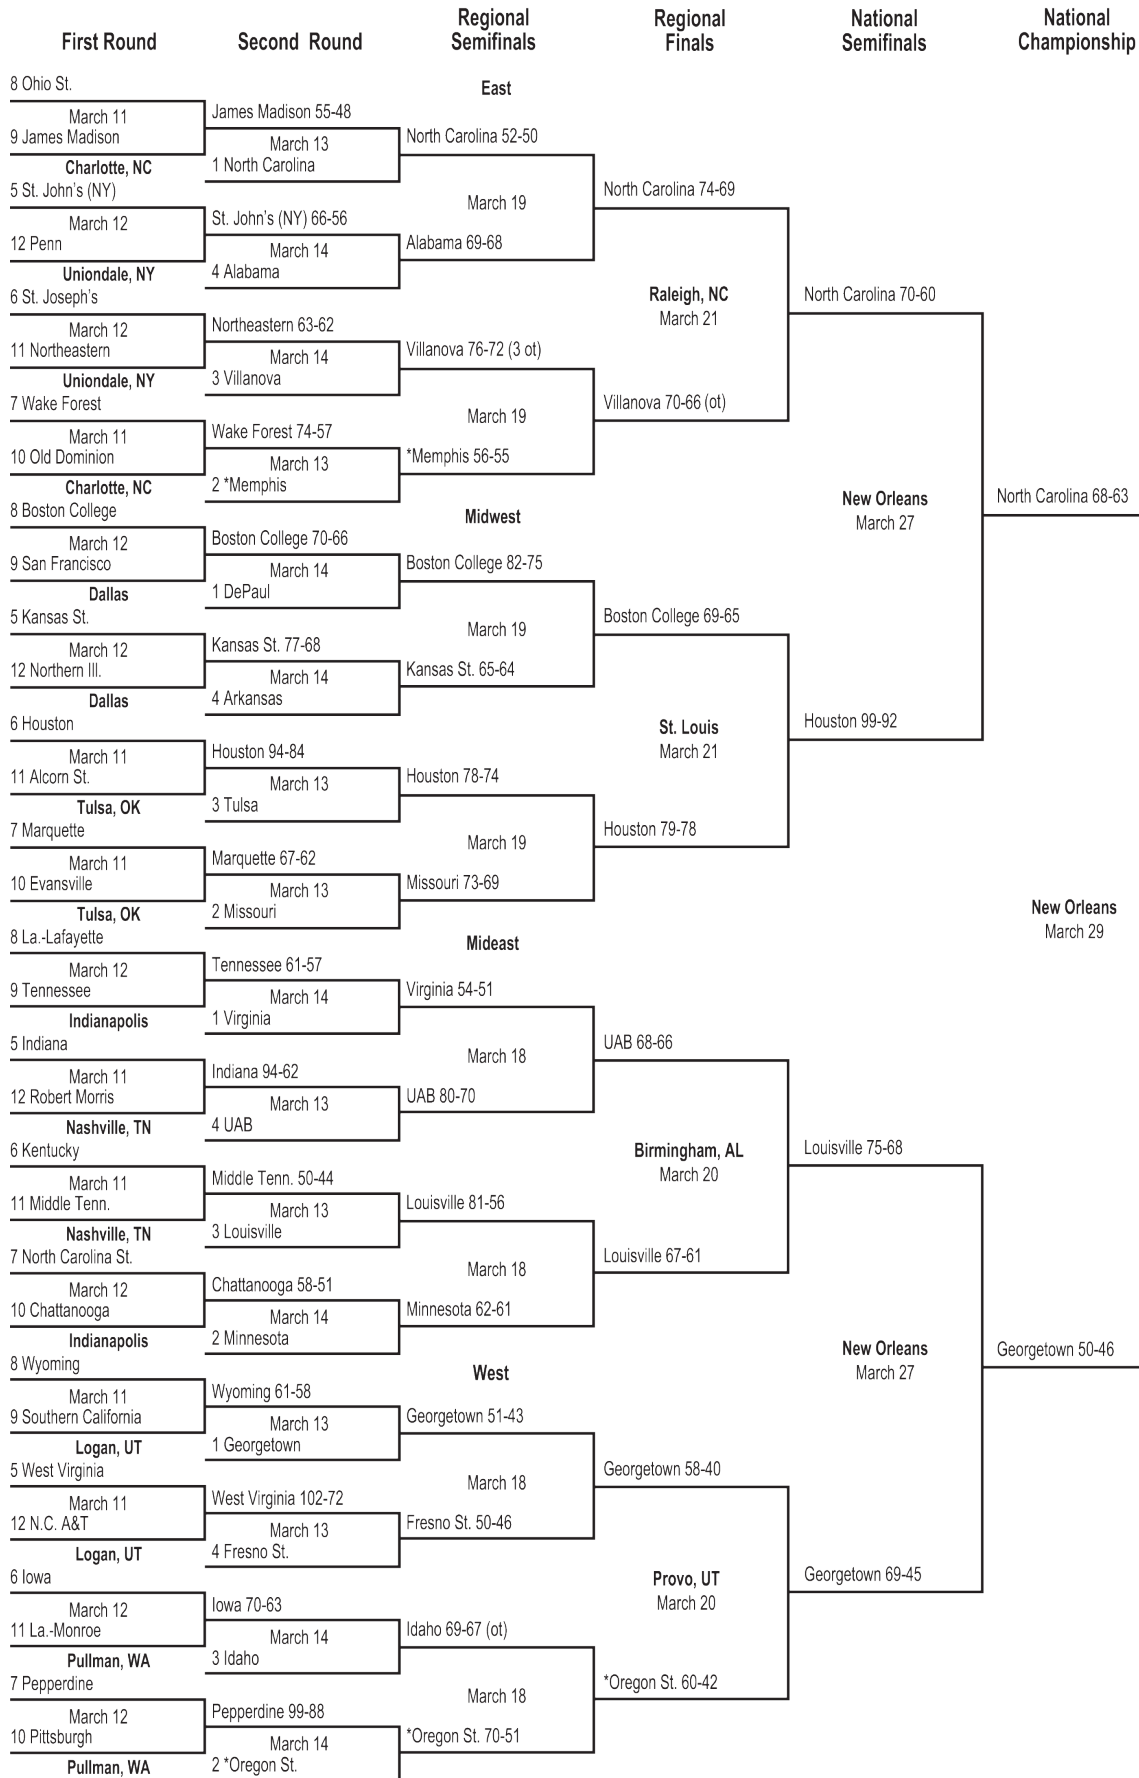 First Round
Second Round
Regional
Semifinals
Regional
Finals
National
Semifinals
National
Championship
8 Ohio St.
East
James Madison 55-48
March 11
9 James Madison
March 13
North Carolina 52-50
Charlotte, NC
1 North Carolina
5 St. John's (NY)
North Carolina 74-69
March 19
March 12
St. John's (NY) 66-56
12 Penn
March 14
Alabama 69-68
Uniondale, NY
4 Alabama
6 St. Joseph's
Raleigh, NC
North Carolina 70-60
March 21
March 12
Northeastern 63-62
11 Northeastern
March 14
Villanova 76-72 (3 ot)
Uniondale, NY
3 Villanova
7 Wake Forest
Villanova 70-66 (ot)
March 19
March 11
Wake Forest 74-57
10 Old Dominion
March 13
*Memphis 56-55
Charlotte, NC
2 *Memphis
8 Boston College
Midwest
New Orleans
North Carolina 68-63
March 27
March 12
Boston College 70-66
9 San Francisco
March 14
Boston College 82-75
Dallas
1 DePaul
5 Kansas St.
Boston College 69-65
March 19
March 12
Kansas St. 77-68
12 Northern Ill.
March 14
Kansas St. 65-64
Dallas
4 Arkansas
6 Houston
St. Louis
Houston 99-92
March 21
March 11
Houston 94-84
11 Alcorn St.
March 13
Houston 78-74
Tulsa, OK
3 Tulsa
7 Marquette
Houston 79-78
March 19
March 11
Marquette 67-62
10 Evansville
March 13
Missouri 73-69
Tulsa, OK
2 Missouri
New Orleans
March 29
8 La.-Lafayette
Mideast
March 12
Tennessee 61-57
9 Tennessee
March 14
Virginia 54-51
Indianapolis
1 Virginia
5 Indiana
UAB 68-66
March 18
March 11
Indiana 94-62
12 Robert Morris
March 13
UAB 80-70
Nashville, TN
4 UAB
6 Kentucky
Birmingham, AL
Louisville 75-68
March 20
March 11
Middle Tenn. 50-44
11 Middle Tenn.
March 13
Louisville 81-56
Nashville, TN
3 Louisville
7 North Carolina St.
Louisville 67-61
March 18
March 12
Chattanooga 58-51
10 Chattanooga
March 14
Minnesota 62-61
Indianapolis
2 Minnesota
8 Wyoming
West
New Orleans
Georgetown 50-46
March 27
March 11
Wyoming 61-58
9 Southern California
March 13
Georgetown 51-43
Logan, UT
1 Georgetown
5 West Virginia
Georgetown 58-40
March 18
March 11
West Virginia 102-72
12 N.C. A&T
March 13
Fresno St. 50-46
Logan, UT
4 Fresno St.
6 Iowa
Provo, UT
Georgetown 69-45
March 20
March 12
Iowa 70-63
11 La.-Monroe
March 14
Idaho 69-67 (ot)
Pullman, WA
3 Idaho
7 Pepperdine
*Oregon St. 60-42
March 18
March 12
Pepperdine 99-88
10 Pittsburgh
March 14
*Oregon St. 70-51
Pullman, WA
2 *Oregon St.